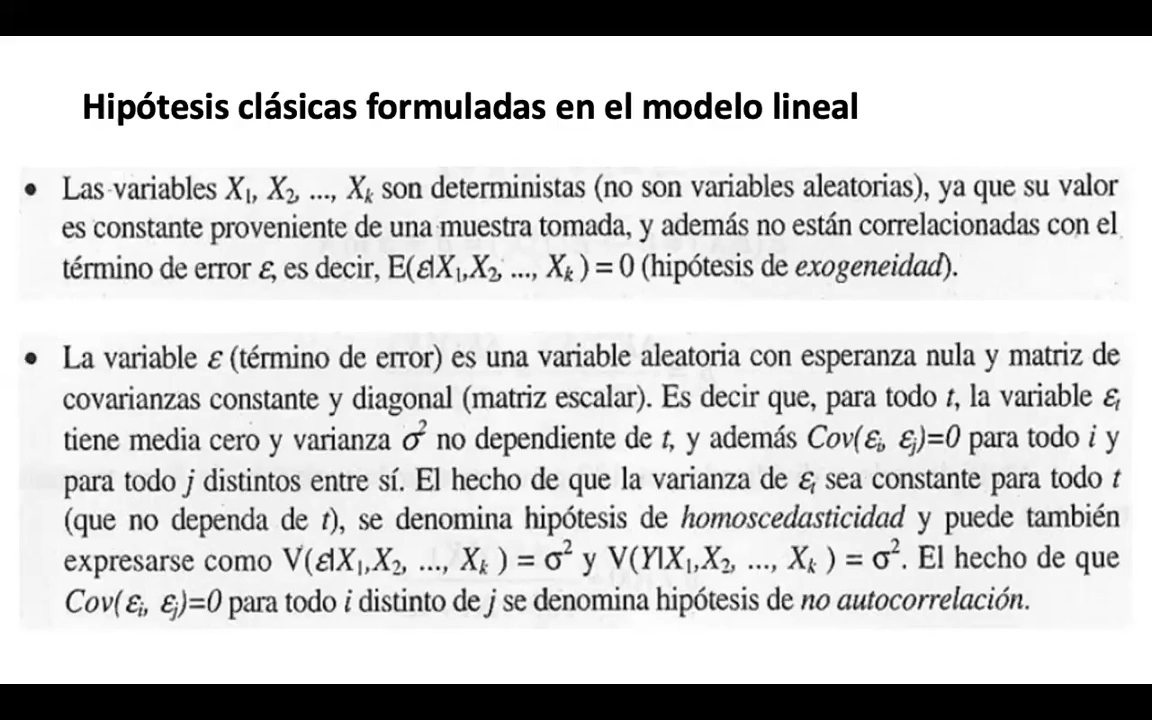 Hipótesis clásicas formuladas en el modelo lineal
• Las variables X₁, X₂, ..., Xₖ son deterministas (no son variables aleatorias), ya que su valor
es constante proveniente de una muestra tomada, y además no están correlacionadas con el
término de error ε, es decir, E(ε|X₁,X₂, ..., Xₖ ) = 0 (hipótesis de exogeneidad).
• La variable ε (término de error) es una variable aleatoria con esperanza nula y matriz de
covarianzas constante y diagonal (matriz escalar). Es decir que, para todo t, la variable εₜ
tiene media cero y varianza σ² no dependiente de t, y además Cov(εᵢ, εⱼ)=0 para todo i y
para todo j distintos entre sí. El hecho de que la varianza de εₜ sea constante para todo t
(que no dependa de t), se denomina hipótesis de homoscedasticidad y puede también
expresarse como V(ε|X₁,X₂, ..., Xₖ ) = σ² y V(Y|X₁,X₂, ..., Xₖ ) = σ². El hecho de que
Cov(εᵢ, εⱼ)=0 para todo i distinto de j se denomina hipótesis de no autocorrelación.